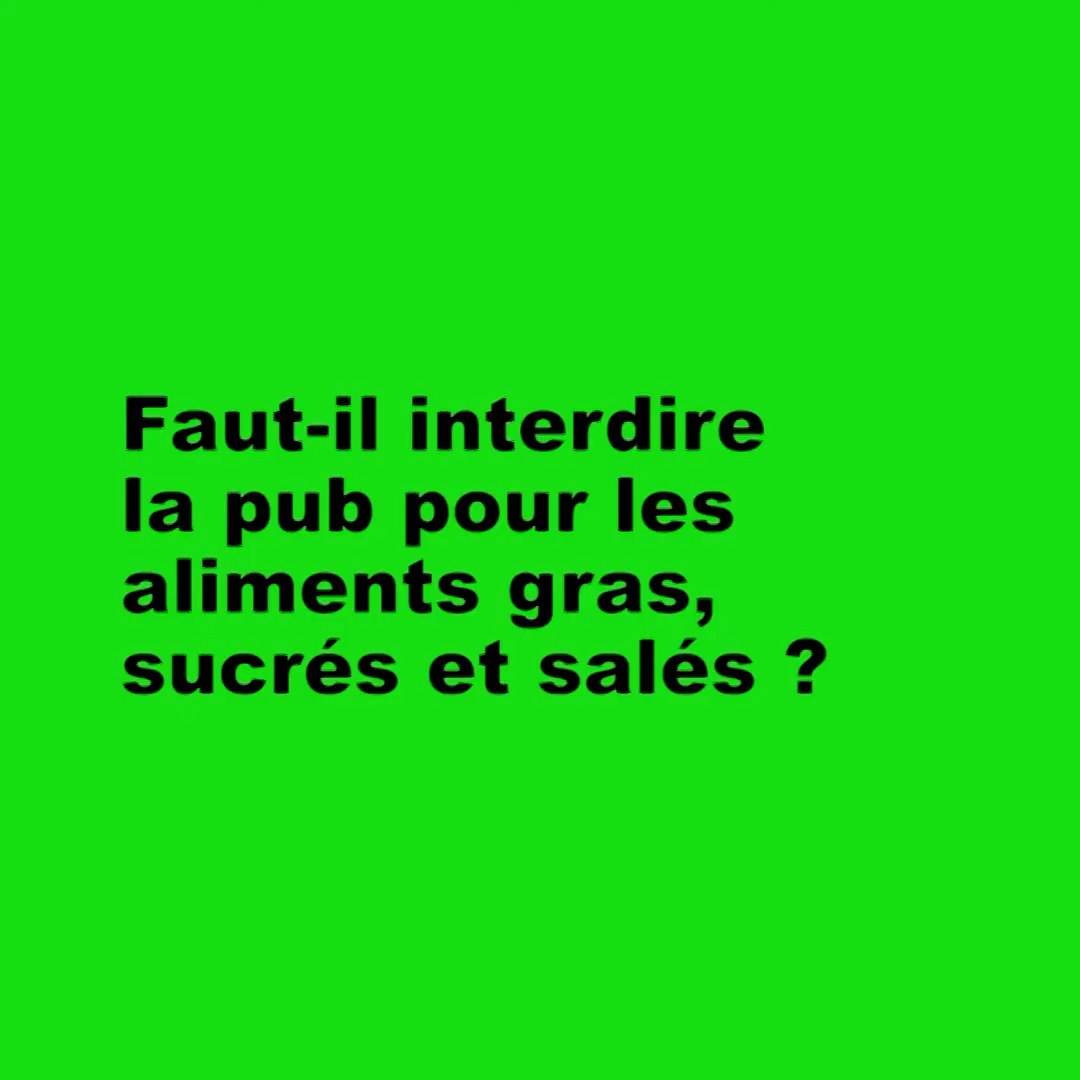 Faut-il interdire
la pub pour les
aliments gras,
sucrés et salés ?